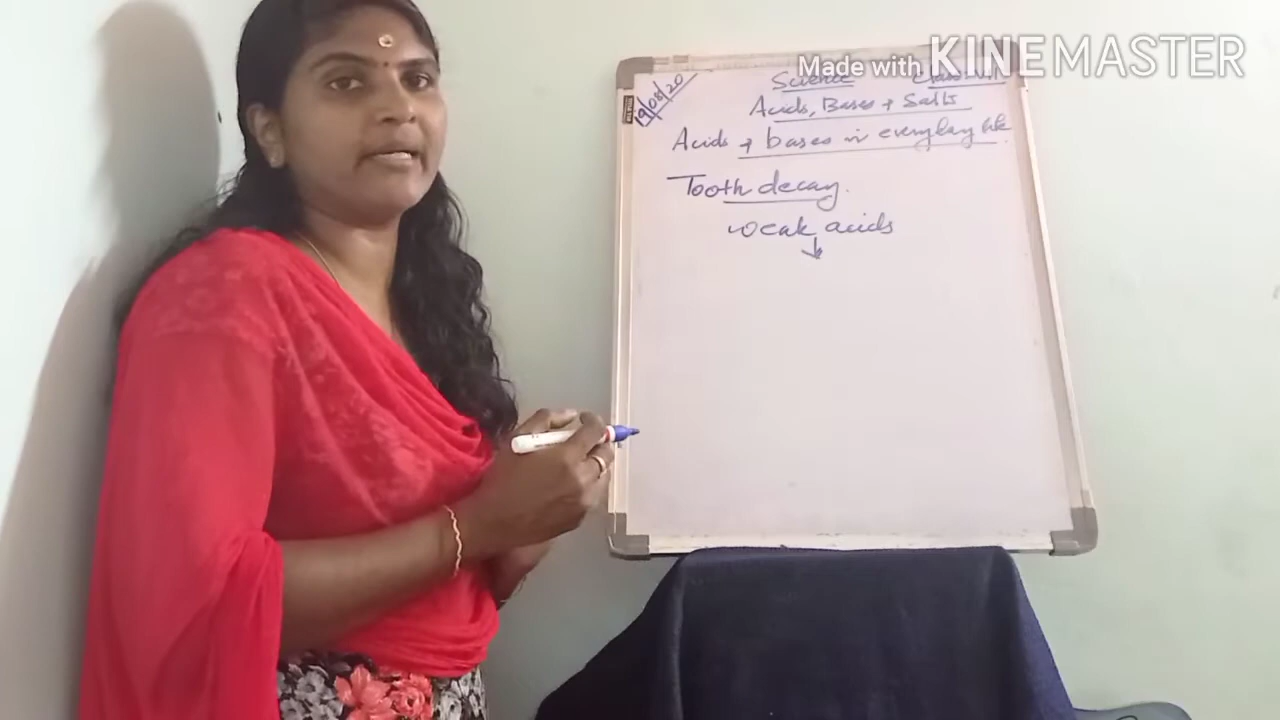 Made with KINEMASTER
19/08/20
Science
Acids, Bases + Salts
Acids + bases in everyday life
Tooth decay.
weak acids